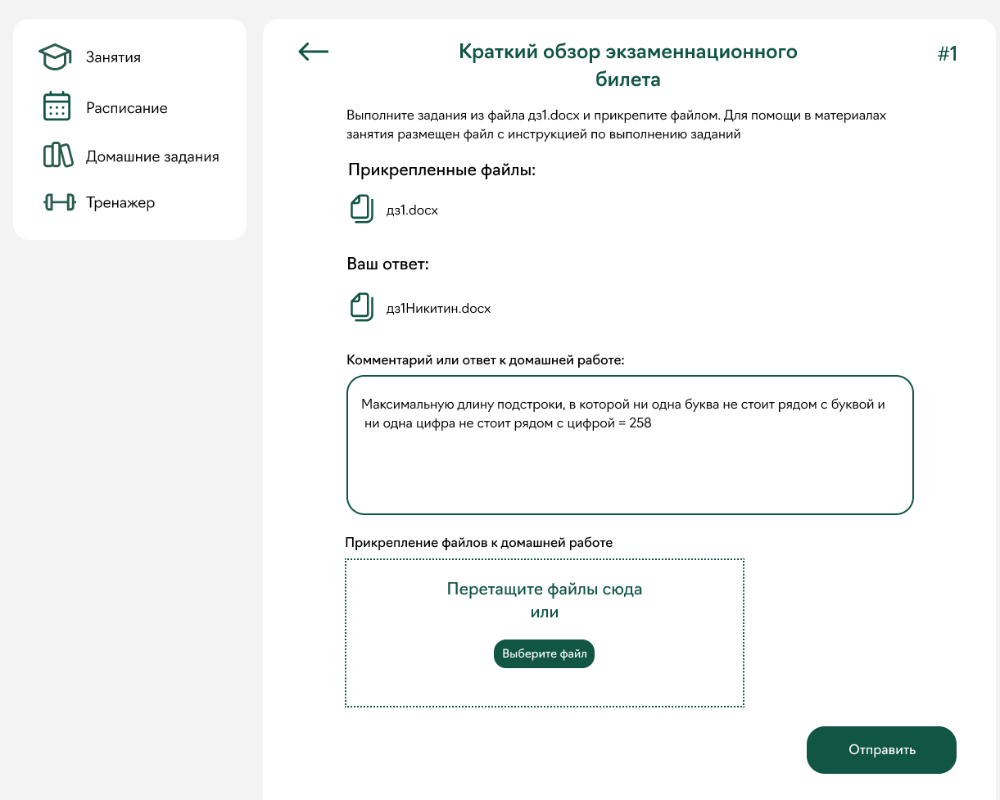 Занятия
Расписание
Домашние задания
Тренажер
Краткий обзор экзаменнационного
билета
#1
Выполните задания из файла дз1.docx и прикрепите файлом. Для помощи в материалах
занятия размещен файл с инструкцией по выполнению заданий
Прикрепленные файлы:
дз1.docx
Ваш ответ:
дз1Никитин.docx
Комментарий или ответ к домашней работе:
Максимальную длину подстроки, в которой ни одна буква не стоит рядом с буквой и
ни одна цифра не стоит рядом с цифрой = 258
Прикрепление файлов к домашней работе
Перетащите файлы сюда
или
Выберите файл
Отправить